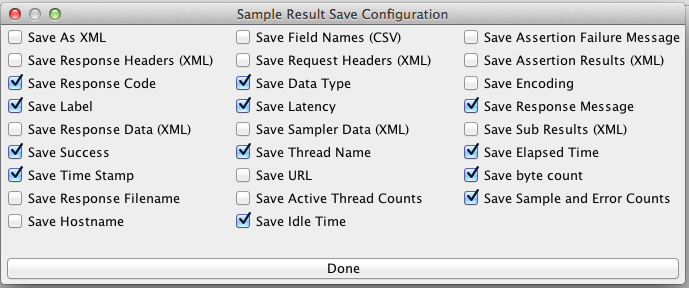 Sample Result Save Configuration
Save As XML Save Field Names (CSV) Save Assertion Failure Message
Save Response Headers (XML) Save Request Headers (XML) Save Assertion Results (XML)
Save Response Code Save Data Type Save Encoding
Save Label Save Latency Save Response Message
Save Response Data (XML) Save Sampler Data (XML) Save Sub Results (XML)
Save Success Save Thread Name Save Elapsed Time
Save Time Stamp Save URL Save byte count
Save Response Filename Save Active Thread Counts Save Sample and Error Counts
Save Hostname Save Idle Time
Done